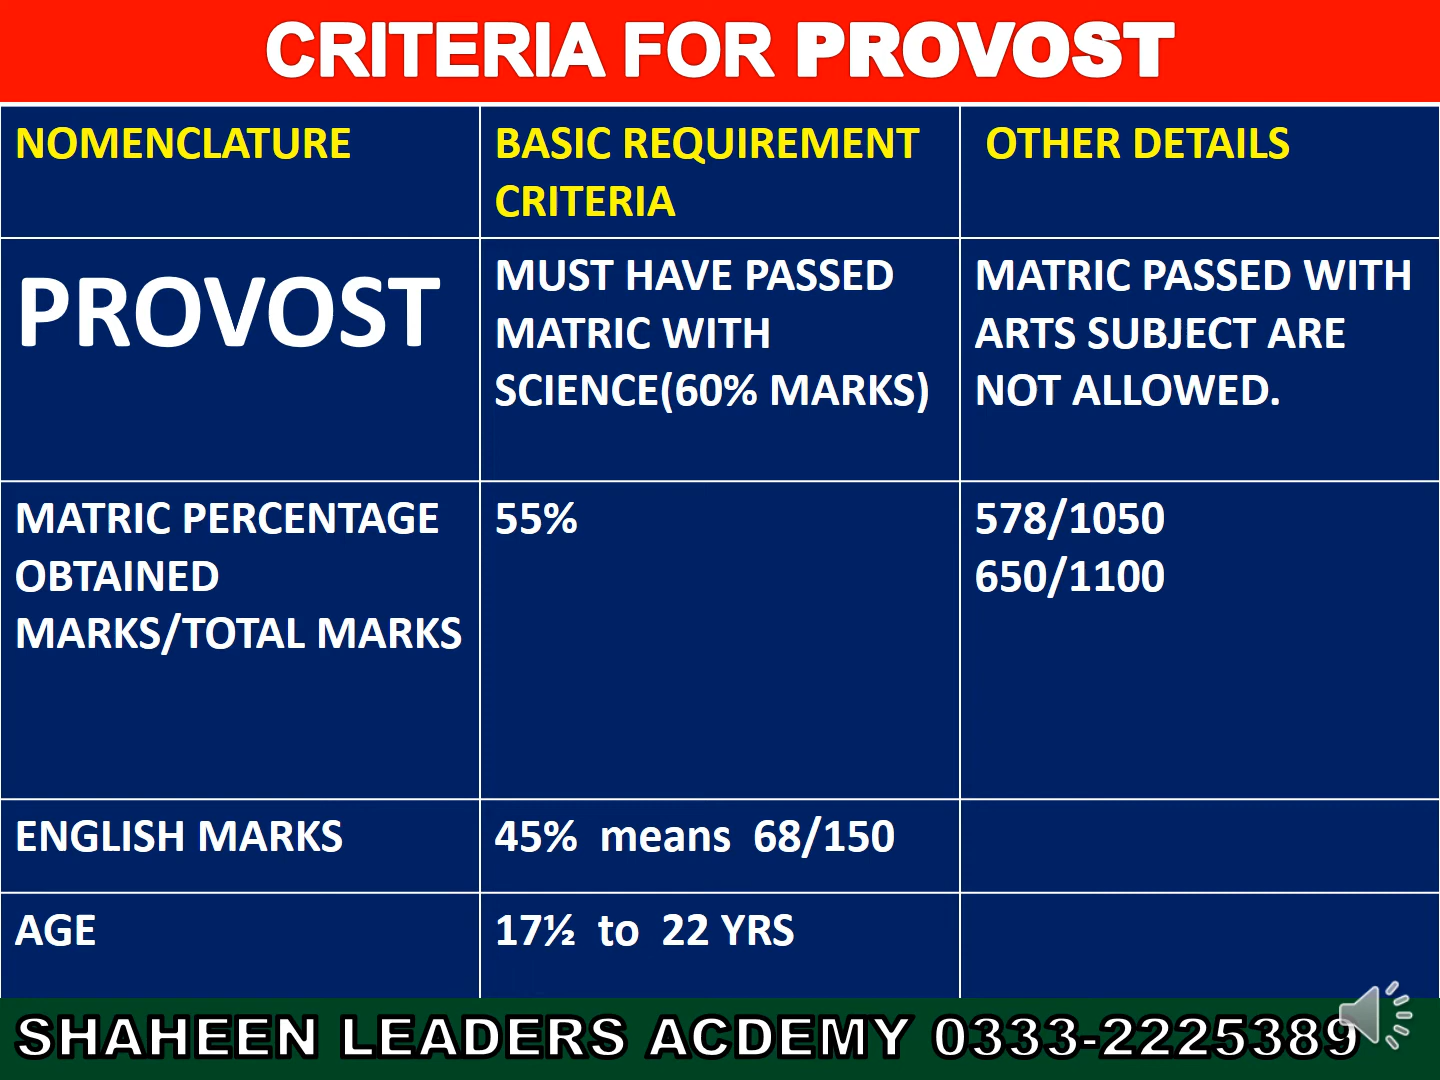 CRITERIA FOR PROVOST
NOMENCLATURE
BASIC REQUIREMENT
CRITERIA
OTHER DETAILS
PROVOST
MUST HAVE PASSED
MATRIC WITH
SCIENCE(60% MARKS)
MATRIC PASSED WITH
ARTS SUBJECT ARE
NOT ALLOWED.
MATRIC PERCENTAGE
OBTAINED
MARKS/TOTAL MARKS
55%
578/1050
650/1100
ENGLISH MARKS
45% means 68/150
AGE
17½ to 22 YRS
SHAHEEN LEADERS ACDEMY 0333-2225389